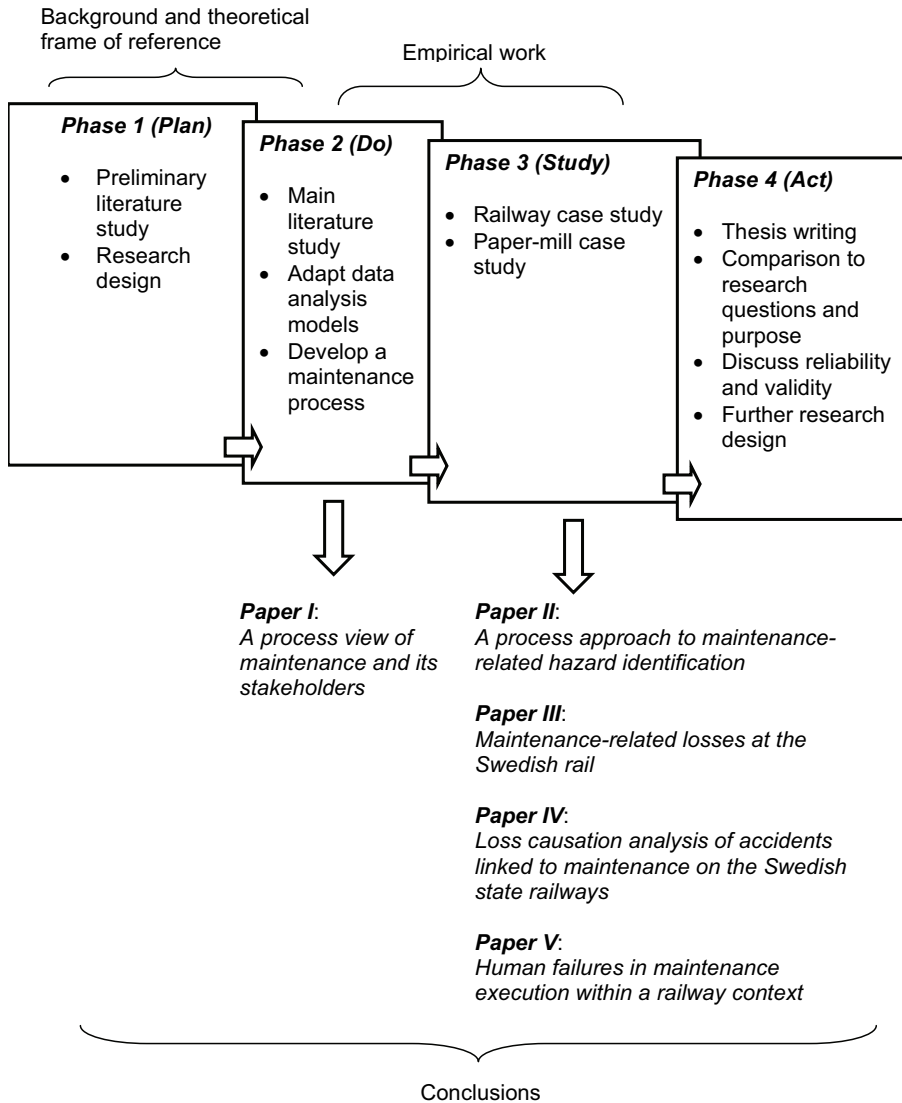 Background and theoretical
frame of reference
Empirical work
Phase 1 (Plan)
• Preliminary
literature
study
• Research
design
Phase 2 (Do)
• Main
literature
study
• Adapt data
analysis
models
• Develop a
maintenance
process
Phase 3 (Study)
• Railway case study
• Paper-mill case
study
Phase 4 (Act)
• Thesis writing
• Comparison to
research
questions and
purpose
• Discuss reliability
and validity
• Further research
design
Paper I:
A process view of
maintenance and its
stakeholders
Paper II:
A process approach to maintenance-
related hazard identification
Paper III:
Maintenance-related losses at the
Swedish rail
Paper IV:
Loss causation analysis of accidents
linked to maintenance on the Swedish
state railways
Paper V:
Human failures in maintenance
execution within a railway context
Conclusions